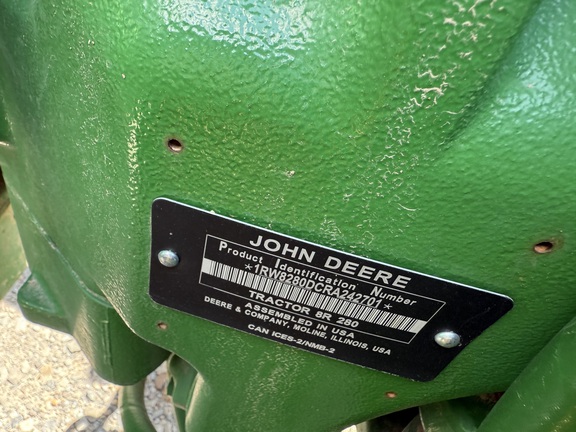 JOHN DEERE
Product Identification Number
*1RW8280DCRA242701*
TRACTOR 8R 280
ASSEMBLED IN USA
DEERE & COMPANY, MOLINE, ILLINOIS, USA
CAN ICES-2/NMB-2